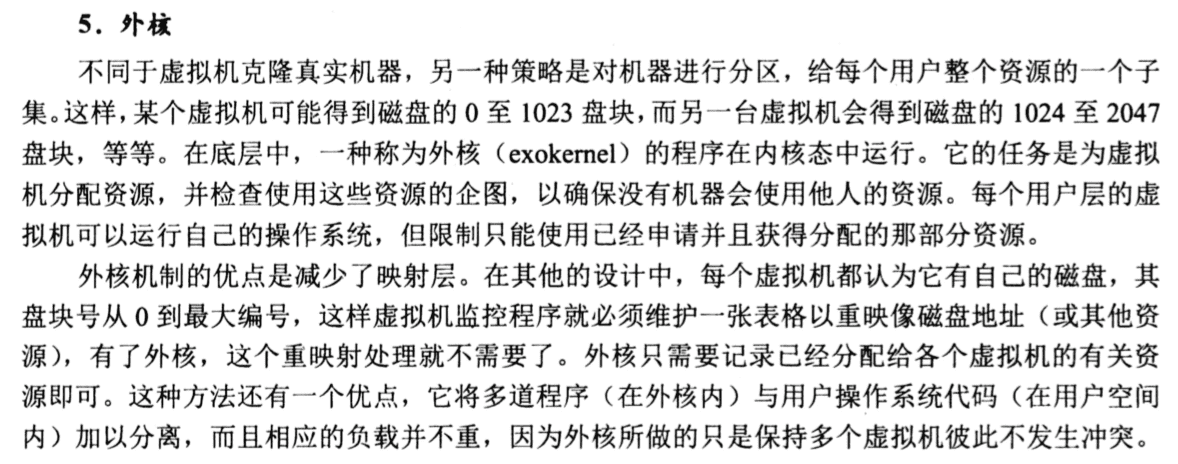 5．外核
不同于虚拟机克隆真实机器，另一种策略是对机器进行分区，给每个用户整个资源的一个子
集。这样，某个虚拟机可能得到磁盘的 0 至 1023 盘块，而另一台虚拟机会得到磁盘的 1024 至 2047
盘块，等等。在底层中，一种称为外核（exokernel）的程序在内核态中运行。它的任务是为虚拟
机分配资源，并检查使用这些资源的企图，以确保没有机器会使用他人的资源。每个用户层的虚
拟机可以运行自己的操作系统，但限制只能使用已经申请并且获得分配的那部分资源。
外核机制的优点是减少了映射层。在其他的设计中，每个虚拟机都认为它有自己的磁盘，其
盘块号从 0 到最大编号，这样虚拟机监控程序就必须维护一张表格以重映像磁盘地址（或其他资
源），有了外核，这个重映射处理就不需要了。外核只需要记录已经分配给各个虚拟机的有关资
源即可。这种方法还有一个优点，它将多道程序（在外核内）与用户操作系统代码（在用户空间
内）加以分离，而且相应的负载并不重，因为外核所做的只是保持多个虚拟机彼此不发生冲突。